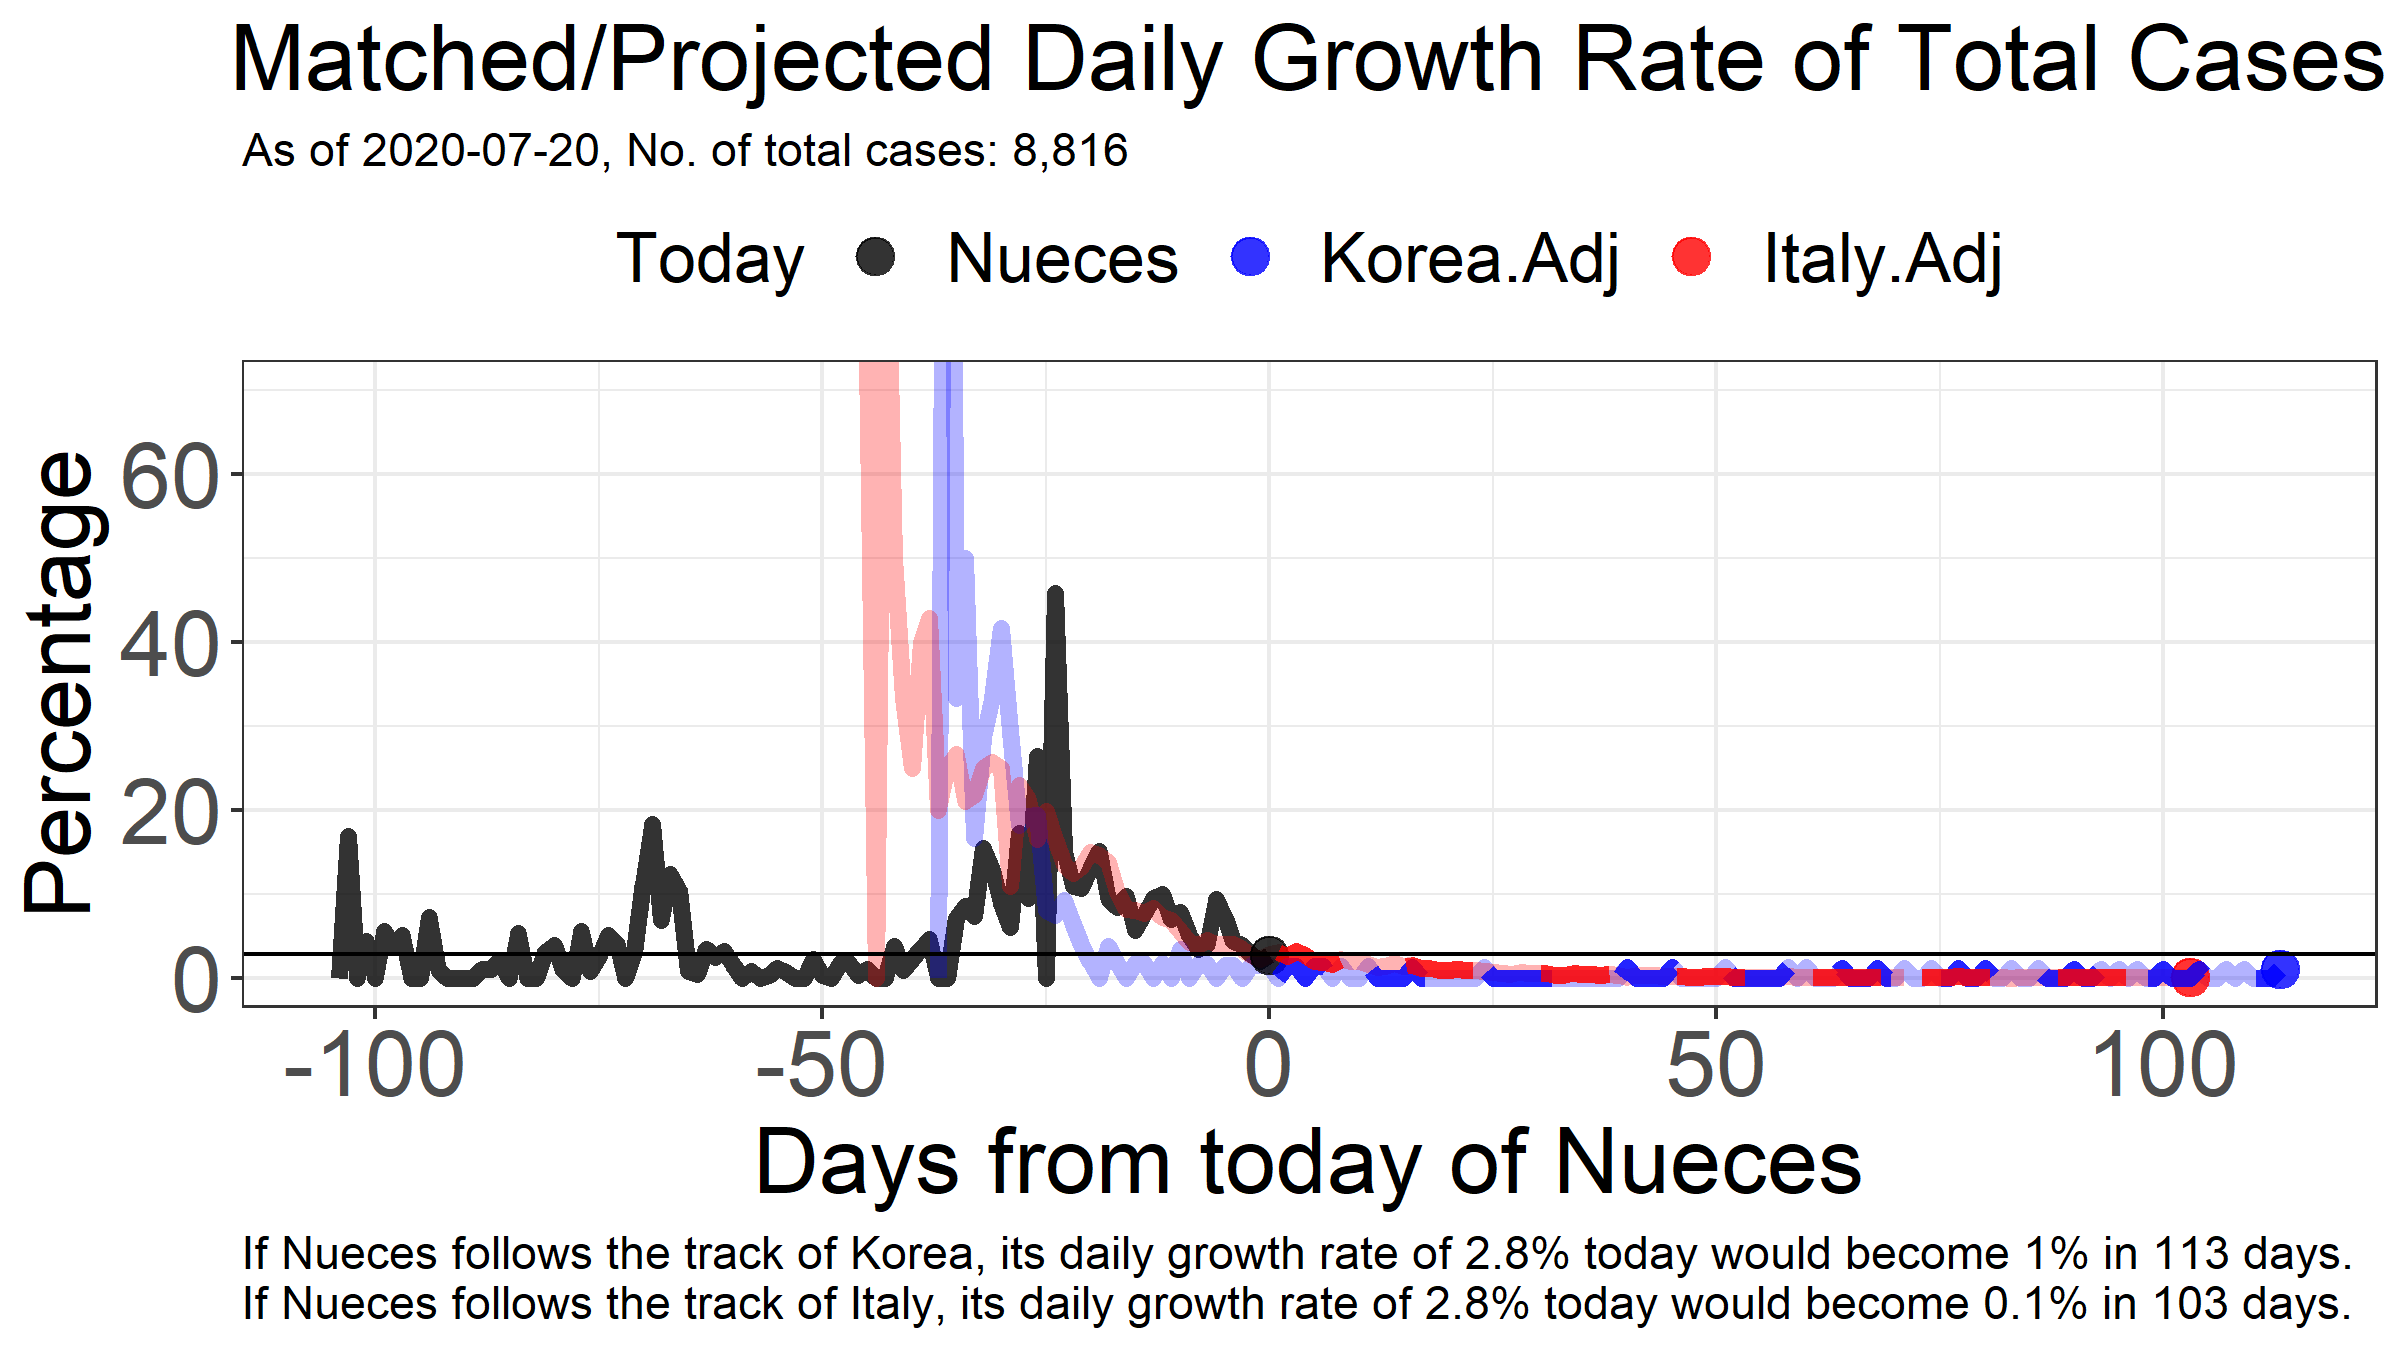 Matched/Projected Daily Growth Rate of Total Cases
As of 2020-07-20, No. of total cases: 8,816
Today Nueces Korea.Adj Italy.Adj
Percentage
60
40
20
0
-100 -50 0 50 100
Days from today of Nueces
If Nueces follows the track of Korea, its daily growth rate of 2.8% today would become 1% in 113 days.
If Nueces follows the track of Italy, its daily growth rate of 2.8% today would become 0.1% in 103 days.